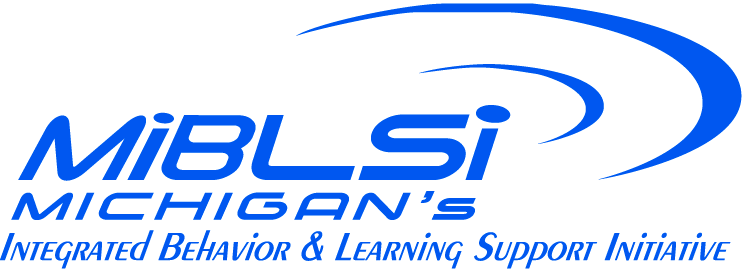 MiBLSi
MICHIGAN's
INTEGRATED BEHAVIOR & LEARNING SUPPORT INITIATIVE